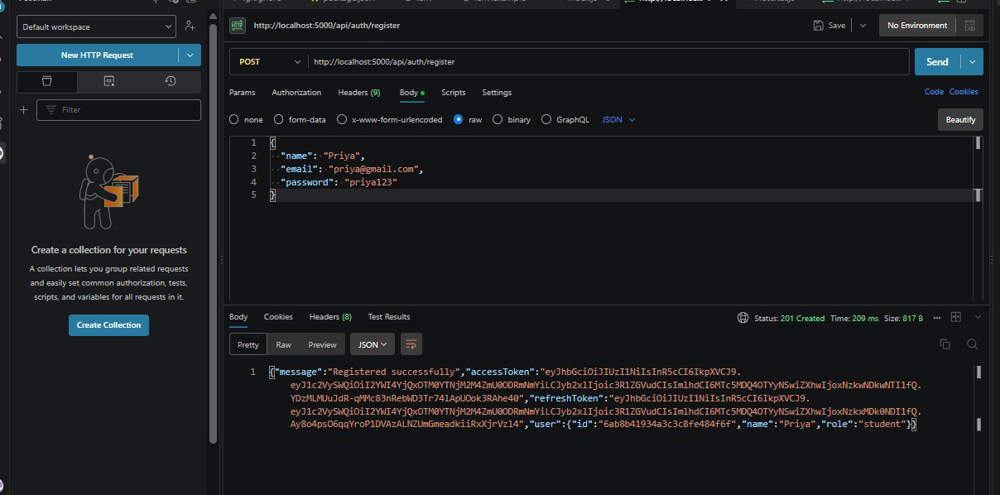 Default workspace
New HTTP Request
Filter
Create a collection for your requests
A collection lets you group related requests
and easily set common authorization, tests,
scripts, and variables for all requests in it.
Create Collection
HTTP http://localhost:5000/api/auth/register
Save
No Environment
POST http://localhost:5000/api/auth/register
Send
Params Authorization Headers (9) Body Scripts Settings
Code Cookies
none form-data x-www-form-urlencoded raw binary GraphQL JSON
Beautify
1 {
2 "name": "Priya",
3 "email": "priya@gmail.com",
4 "password": "priya123"
5 }
Body Cookies Headers (8) Test Results
Status: 201 Created Time: 209 ms Size: 817 B
Pretty Raw Preview JSON
1 {"message":"Registered successfully","accessToken":"eyJhbGciOiJIUzI1NiIsInR5cCI6IkpXVCJ9.
","refreshToken":"eyJhbGciOiJIUzI1NiIsInR5cCI6IkpXVCJ9.
","user":{"id":"6ab8b41934a3c3c8fe484f6f","name":"Priya","role":"student"}}